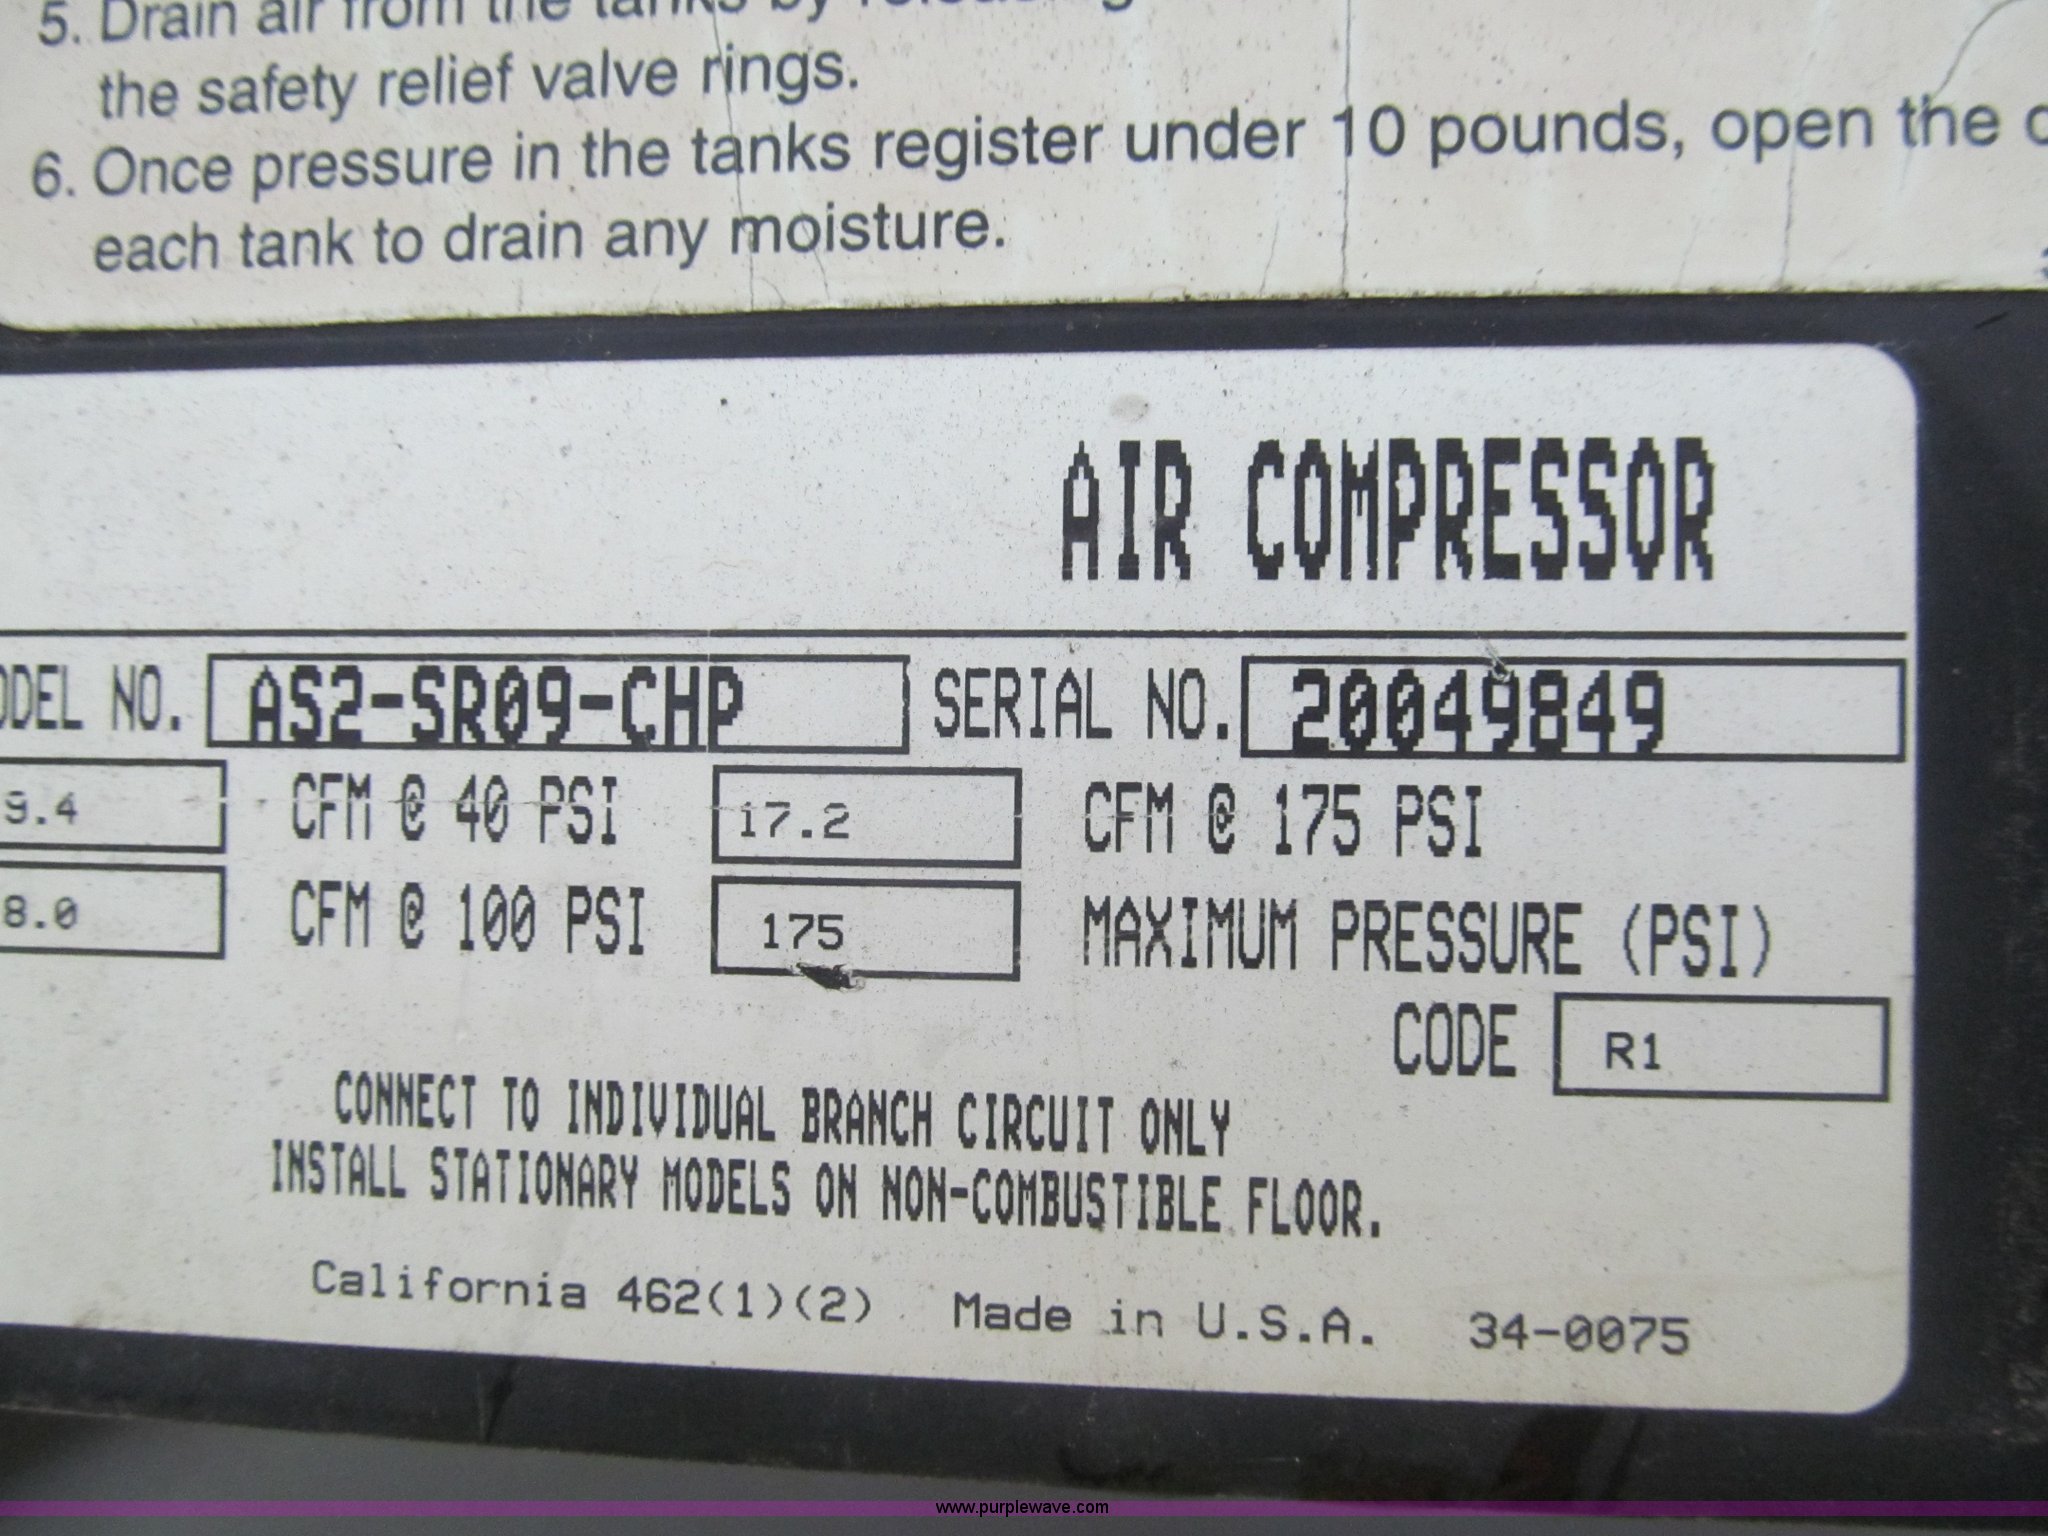 5. Drain air from the tanks by releasing
the safety relief valve rings.
6. Once pressure in the tanks register under 10 pounds, open the
each tank to drain any moisture.
AIR COMPRESSOR
ODEL NO. AS2-SR09-CHP SERIAL NO. 20049849
9.4 CFM @ 40 PSI 17.2 CFM @ 175 PSI
8.0 CFM @ 100 PSI 175 MAXIMUM PRESSURE (PSI)
CODE R1
CONNECT TO INDIVIDUAL BRANCH CIRCUIT ONLY
INSTALL STATIONARY MODELS ON NON-COMBUSTIBLE FLOOR.
California 462(1)(2) Made in U.S.A. 34-0075
www.purplewave.com